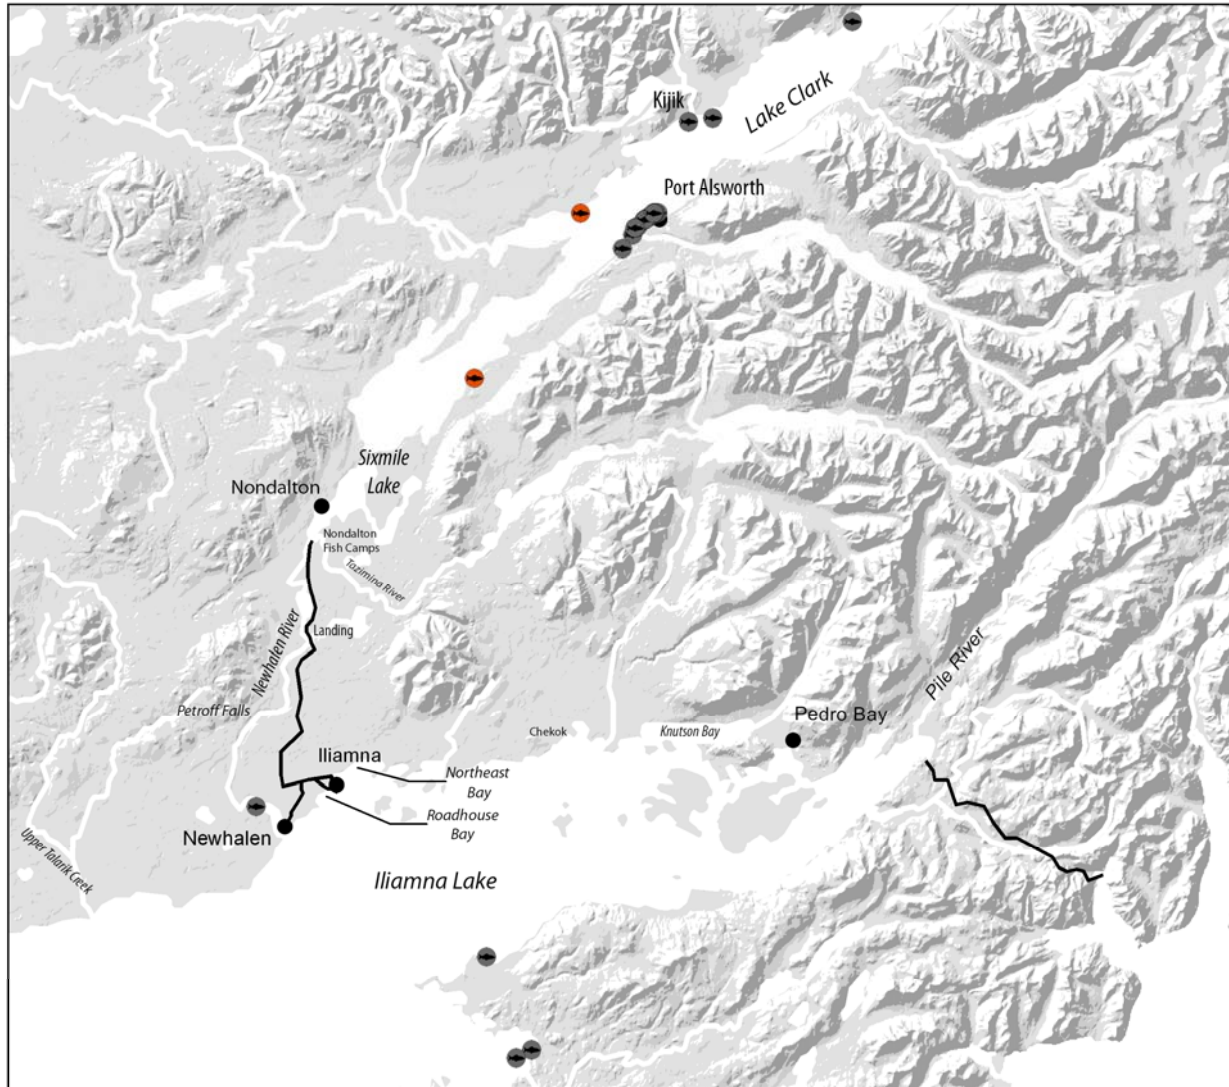 Kijik
Lake Clark
Port Alsworth
Sixmile
Lake
Nondalton
Nondalton
Fish Camps
Tazimina River
Landing
Newhalen River
Petroff Falls
Pile River
Pedro Bay
Chekok
Knutson Bay
Iliamna
Northeast
Bay
Roadhouse
Bay
Newhalen
Upper Talarik Creek
Iliamna Lake